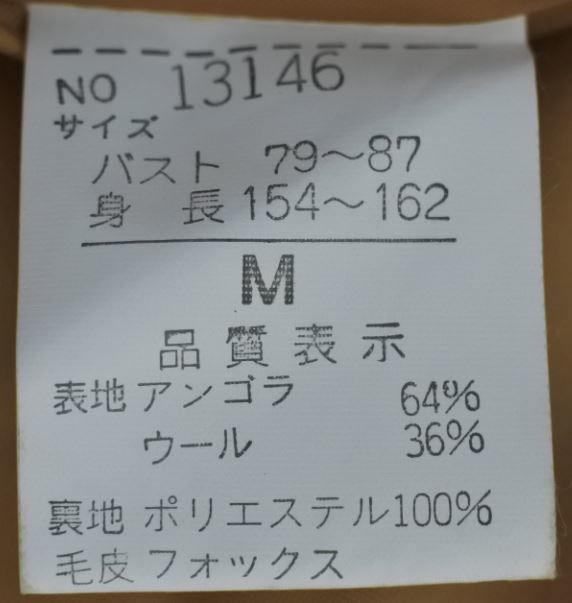 NO 13146
サイズ
バスト 79〜87
身 長 154〜162
M
品質表示
表地 アンゴラ 64%
ウール 36%
裏地 ポリエステル100%
毛皮 フォックス